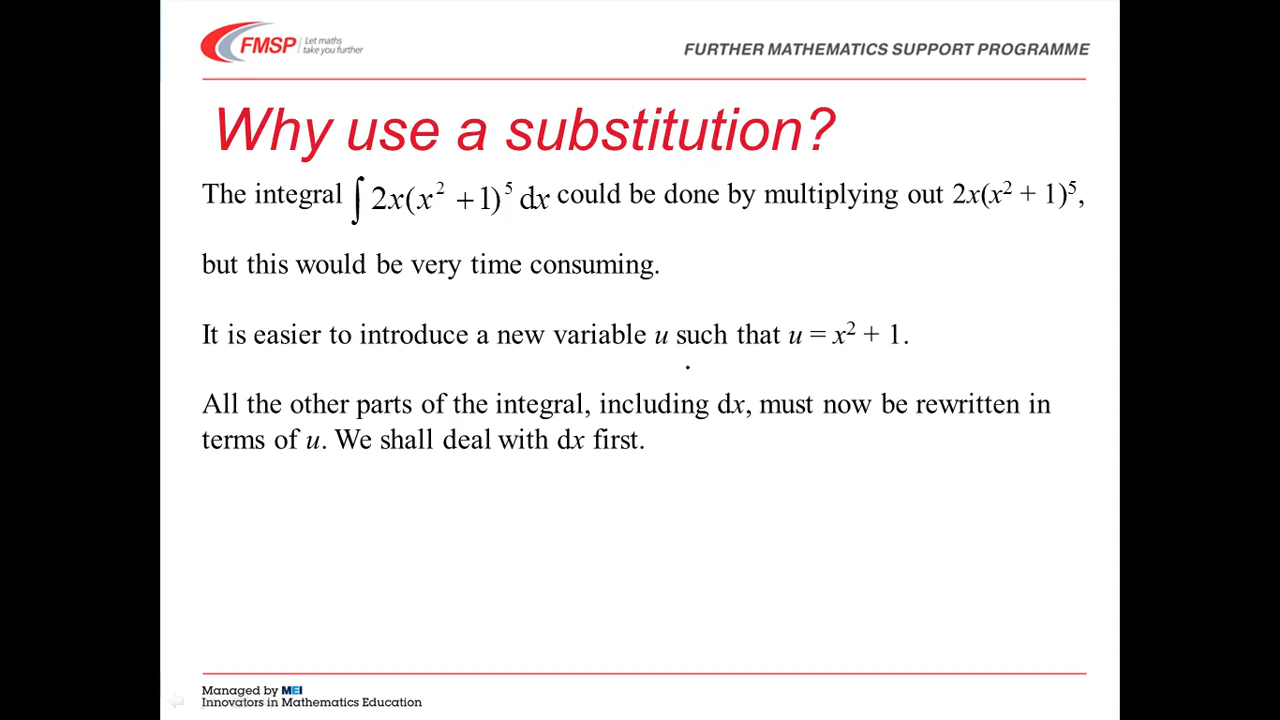 FMSP
Let maths
take you further
FURTHER MATHEMATICS SUPPORT PROGRAMME
Why use a substitution?
The integral ∫ 2x(x² + 1)⁵ dx could be done by multiplying out 2x(x² + 1)⁵,
but this would be very time consuming.
It is easier to introduce a new variable u such that u = x² + 1.
All the other parts of the integral, including dx, must now be rewritten in
terms of u. We shall deal with dx first.
Managed by MEI
Innovators in Mathematics Education